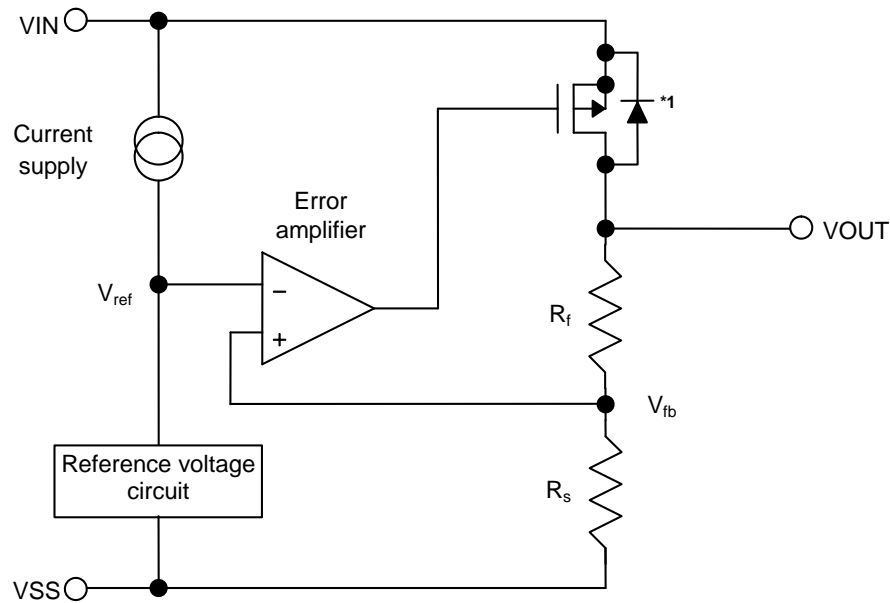 VIN
*1
Current
supply
Error
amplifier
VOUT
Vref
−
+
Rf
Vfb
Reference voltage
circuit
Rs
VSS